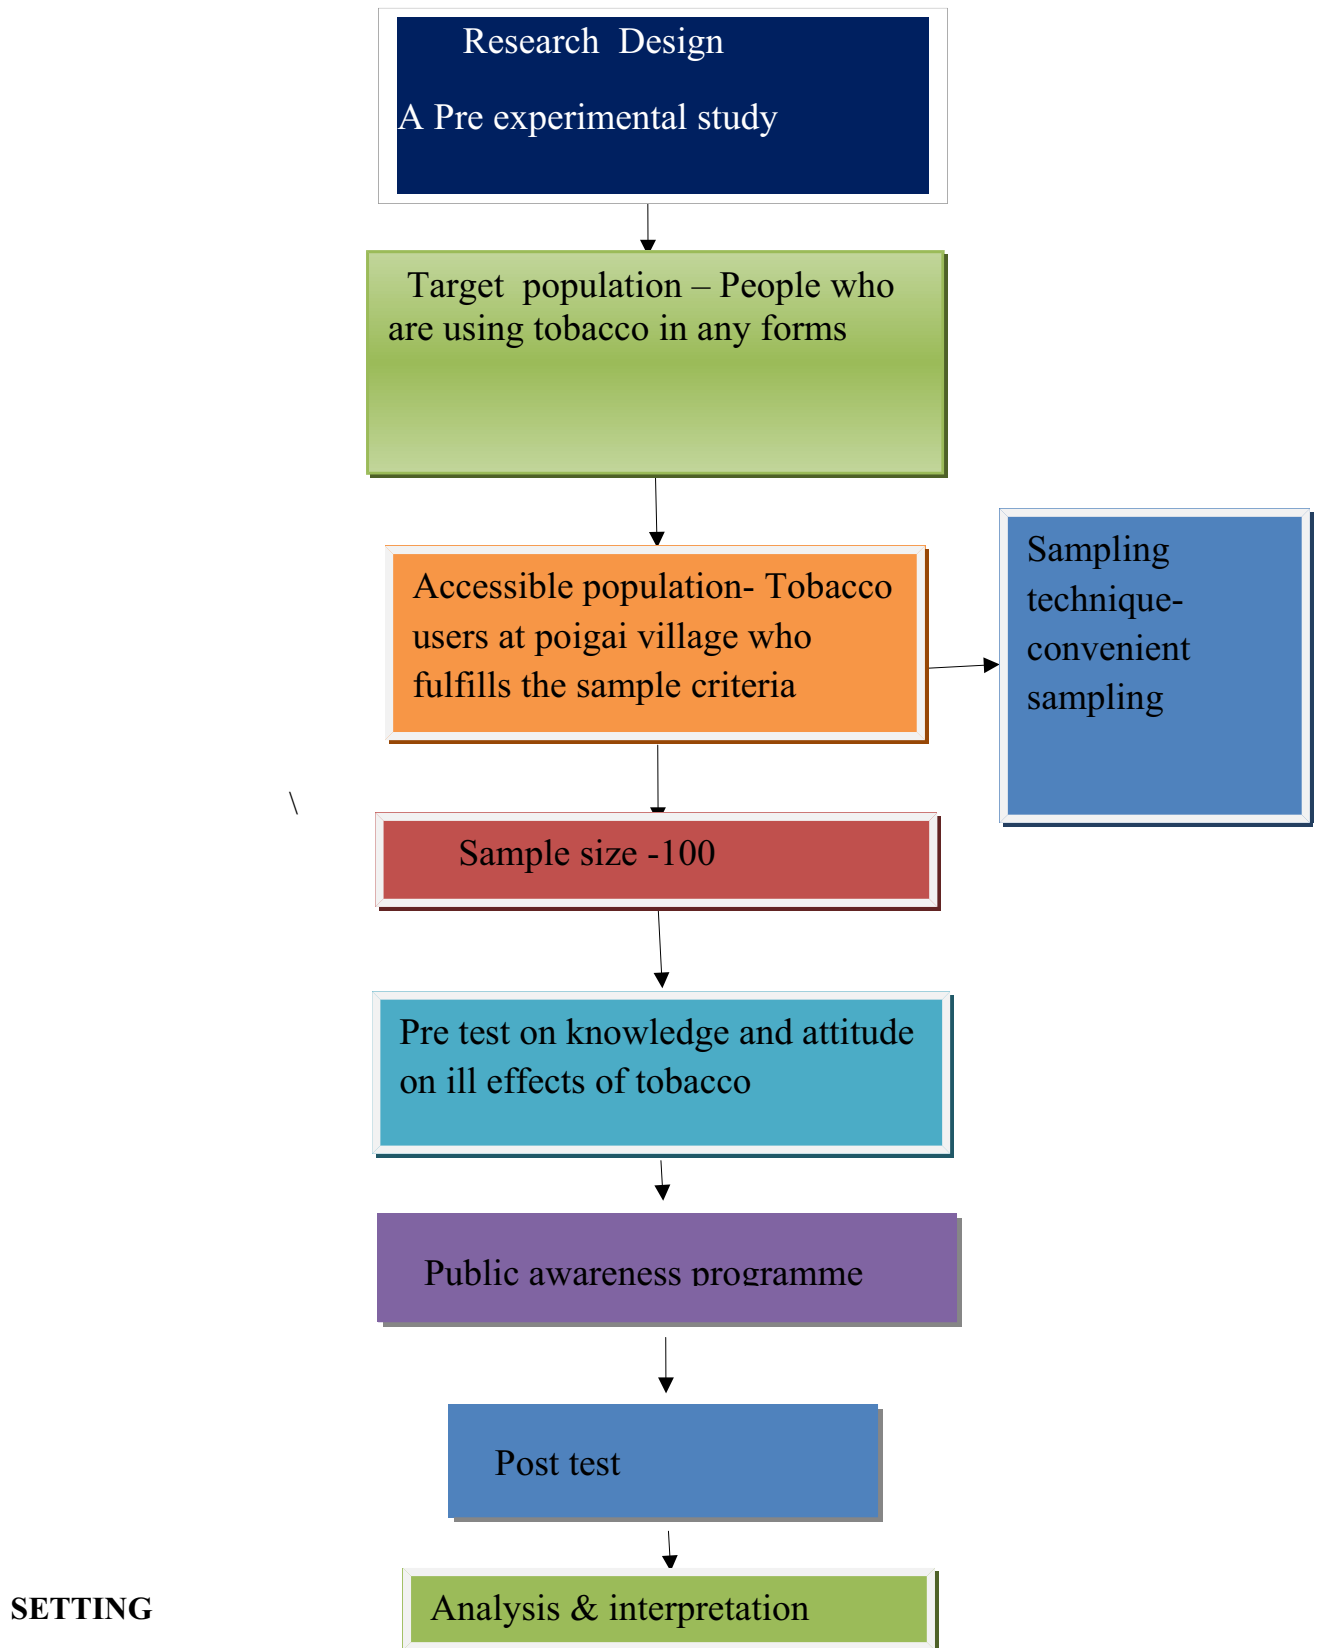 Research Design
A Pre experimental study
Target population – People who
are using tobacco in any forms
Accessible population- Tobacco
users at poigai village who
fulfills the sample criteria
Sampling
technique-
convenient
sampling
\
Sample size -100
Pre test on knowledge and attitude
on ill effects of tobacco
Public awareness programme
Post test
SETTING
Analysis & interpretation